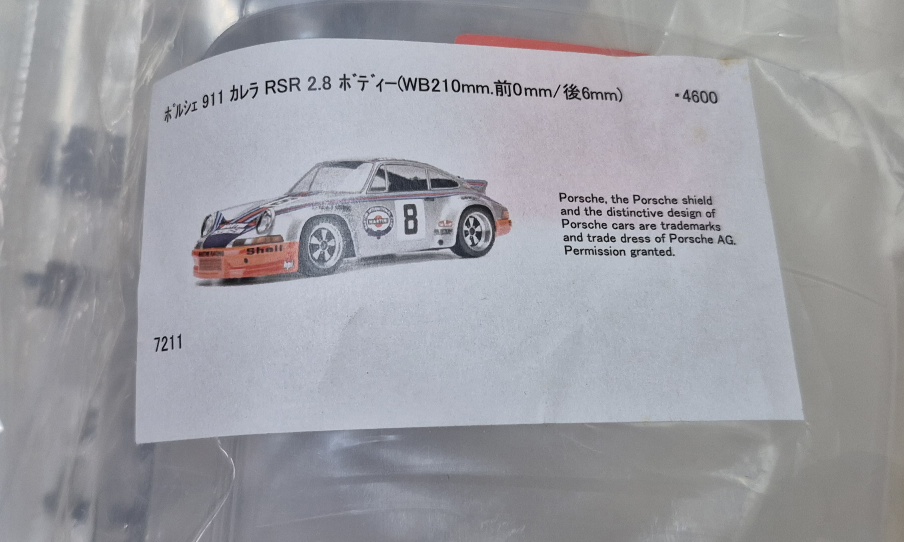 ﾎﾟﾙｼｪ 911 ｶﾚﾗ RSR 2.8 ﾎﾞﾃﾞｨｰ(WB210mm.前0mm/後6mm)
･4600
Porsche, the Porsche shield
and the distinctive design of
Porsche cars are trademarks
and trade dress of Porsche AG.
Permission granted.
8
Shell
7211